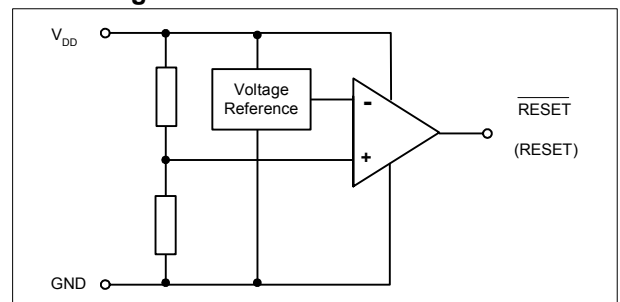 V_DD
Voltage
Reference
-
+
RESET
(RESET)
GND